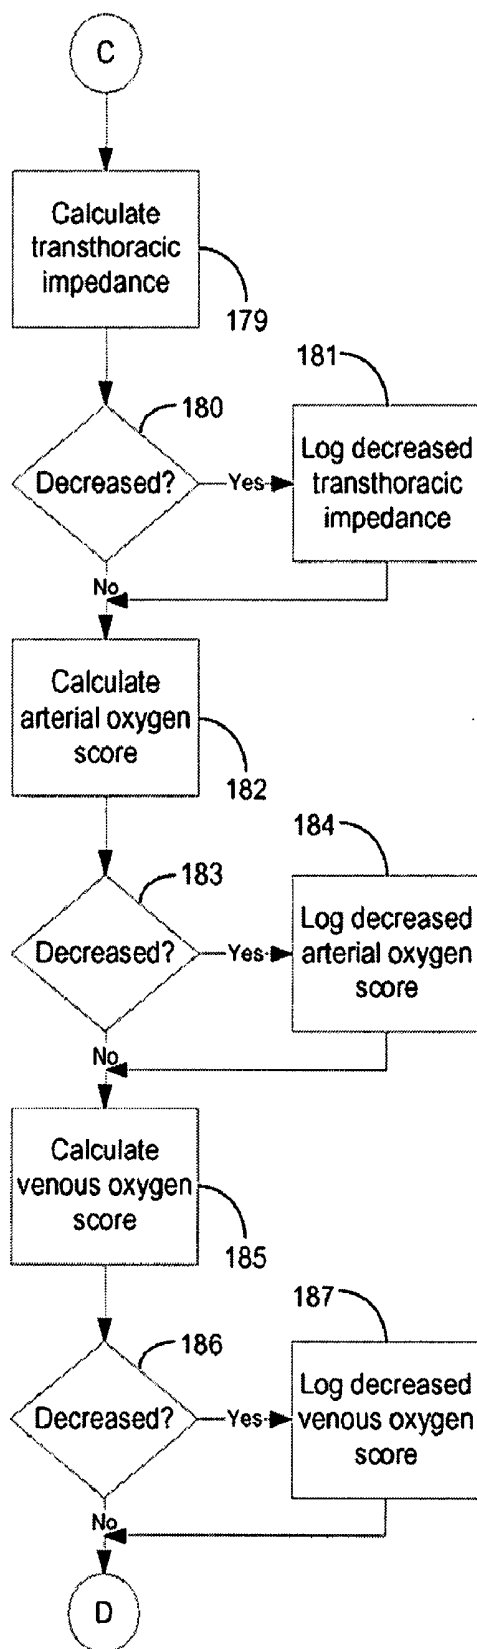 C
Calculate
transthoracic
impedance
179
180
181
Decreased?
Yes
Log decreased
transthoracic
impedance
No
Calculate
arterial oxygen
score
182
183
184
Decreased?
Yes
Log decreased
arterial oxygen
score
No
Calculate
venous oxygen
score
185
186
187
Decreased?
Yes
Log decreased
venous oxygen
score
No
D